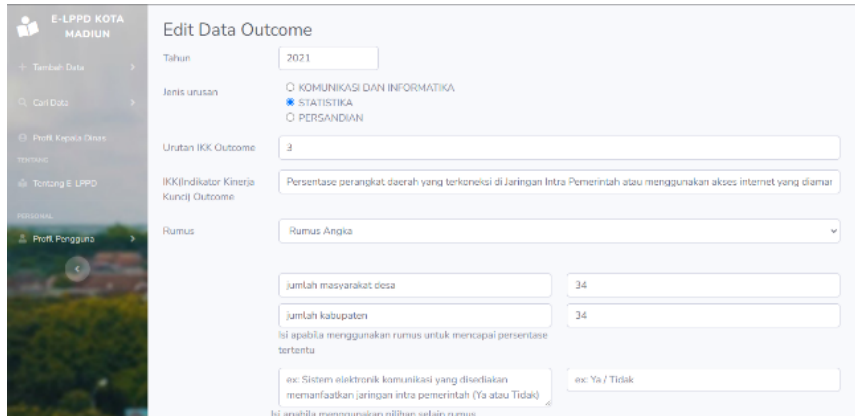 E-LPPD KOTA
MADIUN
Tambah Data
Cari Data
Profil Kepala Dinas
TENTANG
Tentang E-LPPD
PERSONAL
Profil Pengguna
Edit Data Outcome
Tahun
2021
Jenis urusan
KOMUNIKASI DAN INFORMATIKA
STATISTIKA
PERSANDIAN
Urutan IKK Outcome
3
IKK(Indikator Kinerja
Kunci) Outcome
Persentase perangkat daerah yang terkoneksi di Jaringan Intra Pemerintah atau menggunakan akses internet yang diamar
Rumus
Rumus Angka
jumlah masyarakat desa
34
jumlah kabupaten
34
Isi apabila menggunakan rumus untuk mencapai persentase
tertentu
ex: Sistem elektronik komunikasi yang disediakan
memanfaatkan jaringan intra pemerintah (Ya atau Tidak)
ex: Ya / Tidak
Isi apabila menggunakan pilihan selain rumus